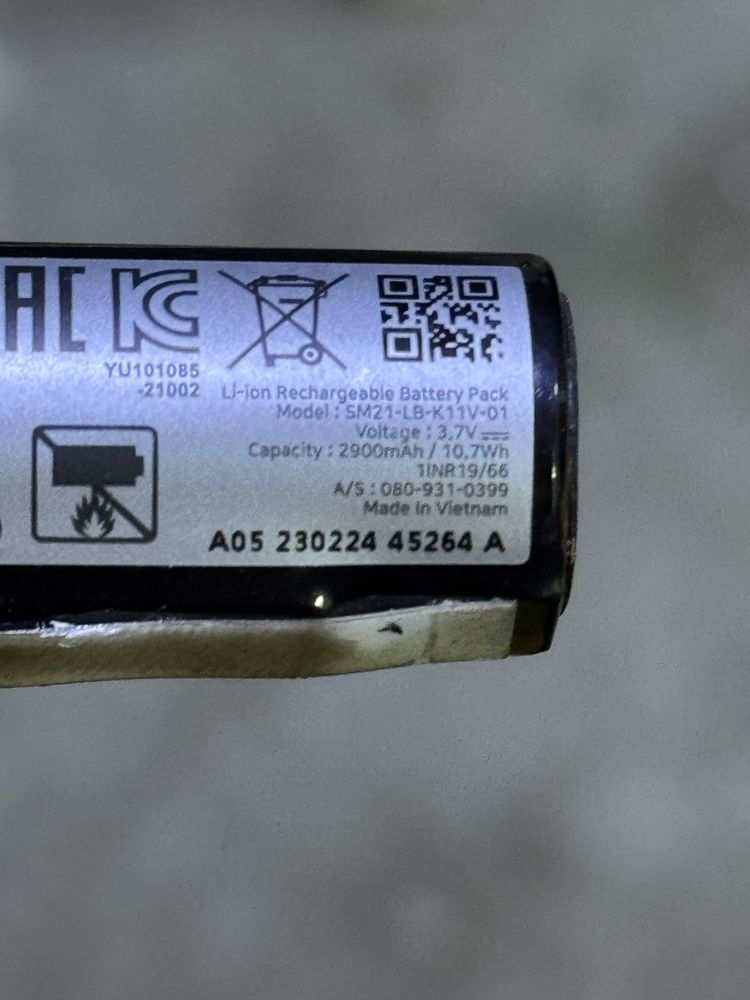 EAC
YU101085
-21002
Li-ion Rechargeable Battery Pack
Model : SM21-LB-K11V-01
Voltage : 3.7V
Capacity : 2900mAh / 10.7Wh
1INR19/66
A/S : 080-931-0399
Made in Vietnam
A05 230224 45264 A